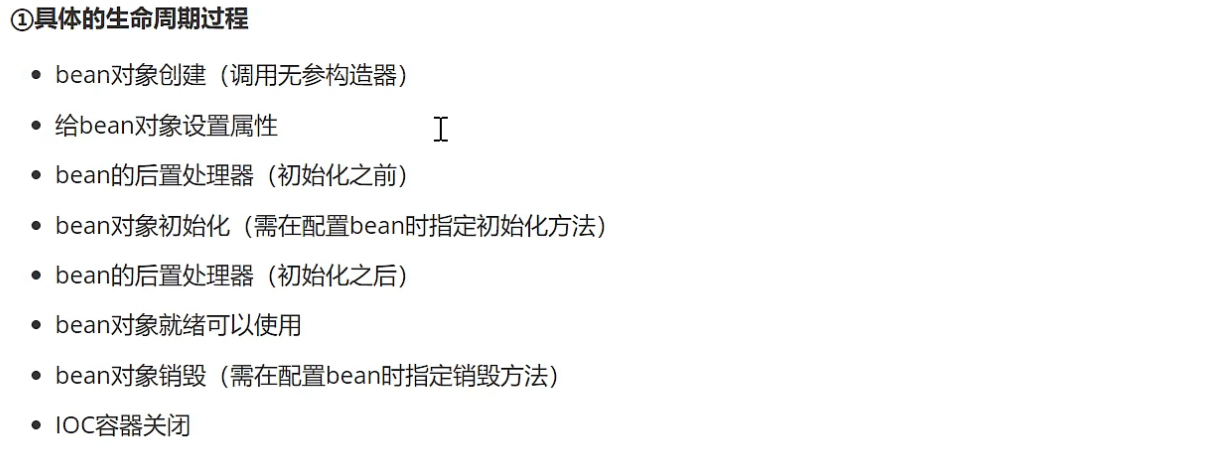 ①具体的生命周期过程
• bean对象创建（调用无参构造器）
• 给bean对象设置属性
• bean的后置处理器（初始化之前）
• bean对象初始化（需在配置bean时指定初始化方法）
• bean的后置处理器（初始化之后）
• bean对象就绪可以使用
• bean对象销毁（需在配置bean时指定销毁方法）
• IOC容器关闭